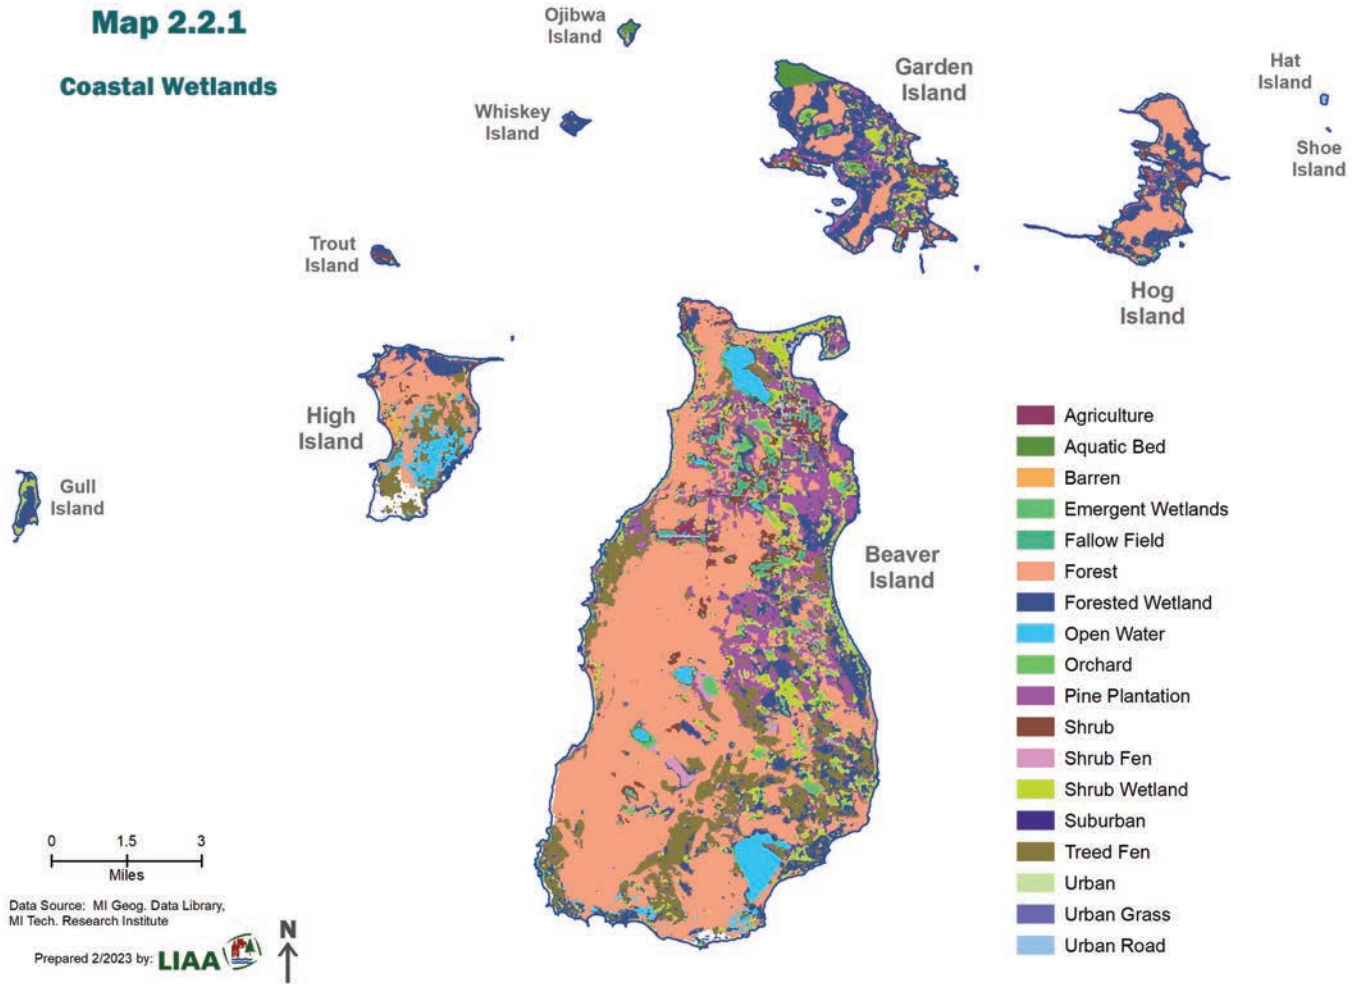 Map 2.2.1
Coastal Wetlands
Ojibwa
Island
Whiskey
Island
Garden
Island
Hat
Island
Shoe
Island
Trout
Island
Hog
Island
High
Island
Gull
Island
Beaver
Island
Agriculture
Aquatic Bed
Barren
Emergent Wetlands
Fallow Field
Forest
Forested Wetland
Open Water
Orchard
Pine Plantation
Shrub
Shrub Fen
Shrub Wetland
Suburban
Treed Fen
Urban
Urban Grass
Urban Road
0 1.5 3
Miles
Data Source: MI Geog. Data Library,
MI Tech. Research Institute
Prepared 2/2023 by: LIAA
N